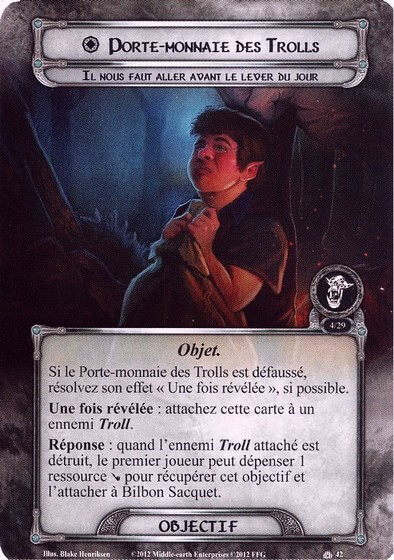 Porte-monnaie des Trolls
Il nous faut aller avant le lever du jour
4/29
Objet.
Si le Porte-monnaie des Trolls est défaussé,
résolvez son effet « Une fois révélée », si possible.
Une fois révélée : attachez cette carte à un
ennemi Troll.
Réponse : quand l'ennemi Troll attaché est
détruit, le premier joueur peut dépenser 1
ressource pour récupérer cet objectif et
l'attacher à Bilbon Sacquet.
OBJECTIF
Illus. Blake Henriksen ©2012 Middle-earth Enterprises ©2012 FFG 42